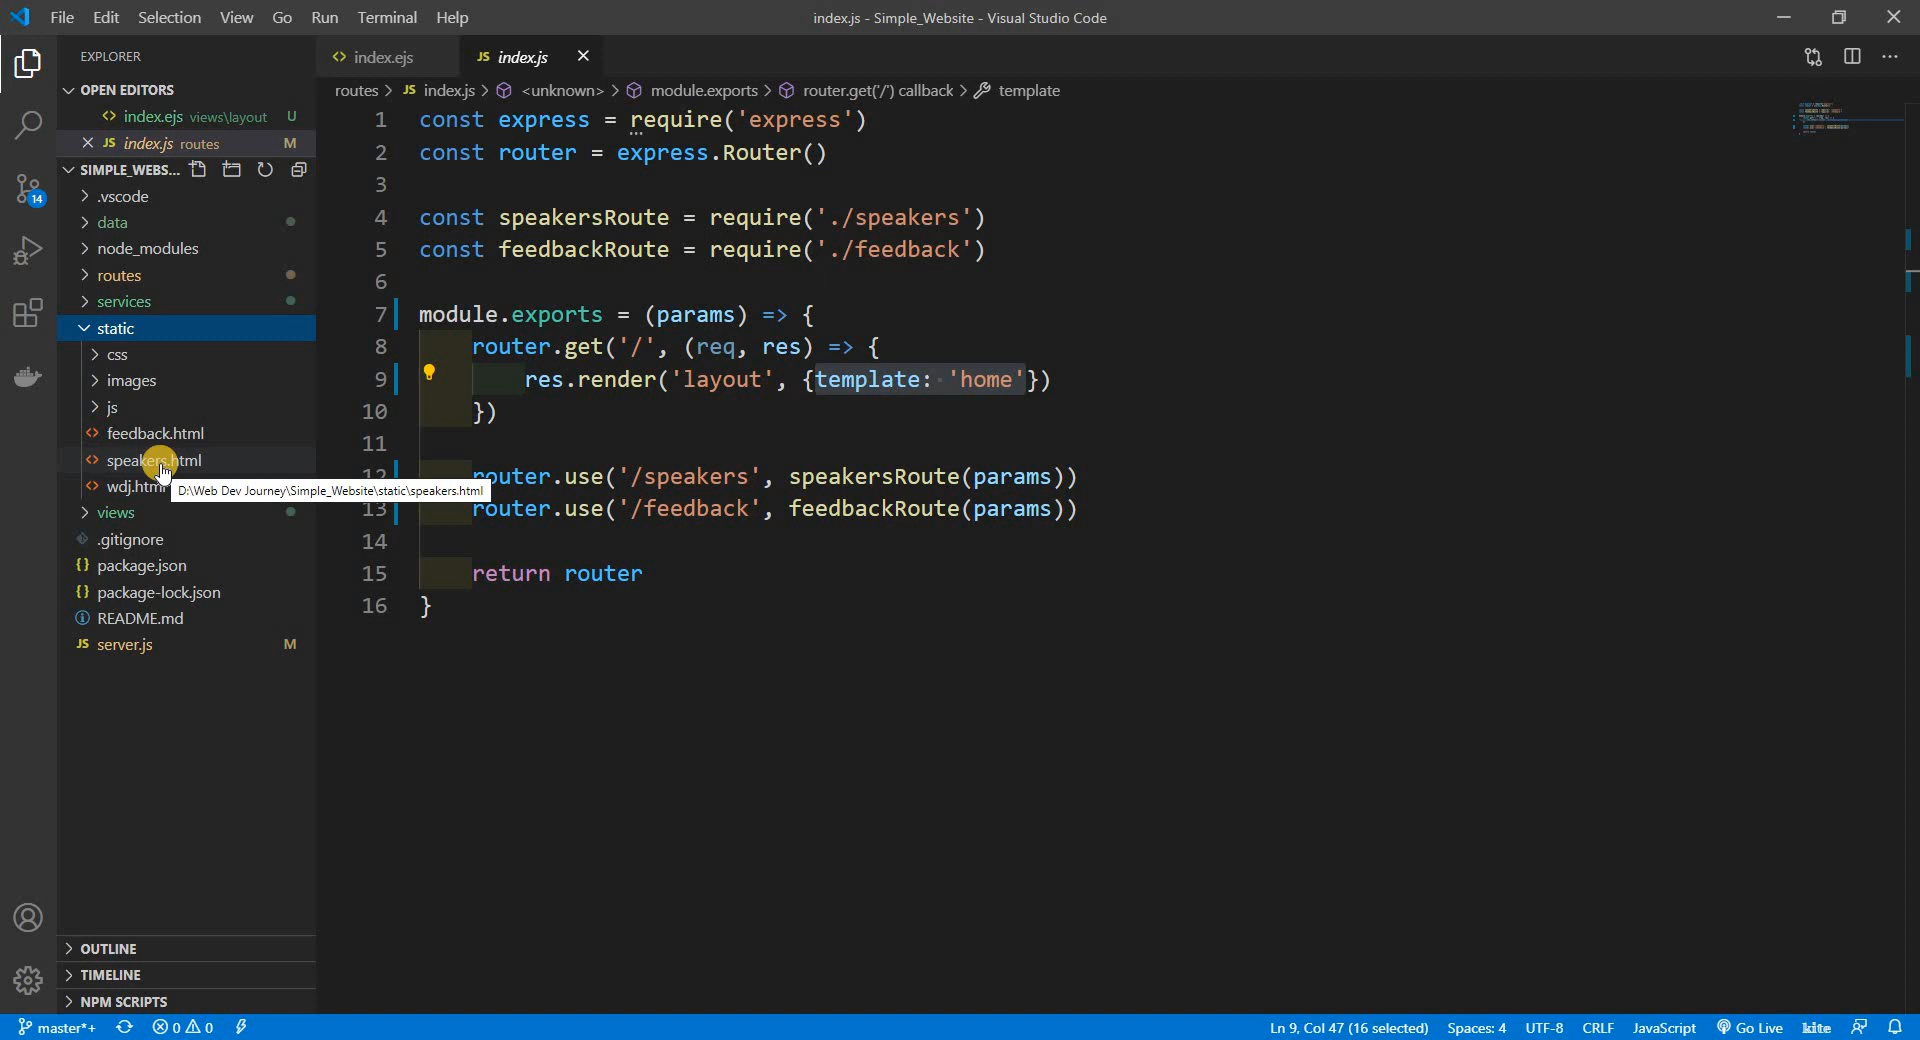 File Edit Selection View Go Run Terminal Help
index.js - Simple_Website - Visual Studio Code
EXPLORER
OPEN EDITORS
index.ejs views\layout U
JS index.js routes M
SIMPLE_WEBS...
.vscode
data
node_modules
routes
services
static
css
images
js
feedback.html
speakers.html
wdj.html
D:\Web Dev Journey\Simple_Website\static\speakers.html
views
.gitignore
package.json
package-lock.json
README.md
JS server.js M
OUTLINE
TIMELINE
NPM SCRIPTS
14
index.ejs
JS index.js
routes > JS index.js > <unknown> > module.exports > router.get('/') callback > template
1 const express = require('express')
2 const router = express.Router()
3
4 const speakersRoute = require('./speakers')
5 const feedbackRoute = require('./feedback')
6
7 module.exports = (params) => {
8 router.get('/', (req, res) => {
9 res.render('layout', {template: 'home'})
10 })
11
12 router.use('/speakers', speakersRoute(params))
13 router.use('/feedback', feedbackRoute(params))
14
15 return router
16 }
master*+ 0 0
Ln 9, Col 47 (16 selected) Spaces: 4 UTF-8 CRLF JavaScript Go Live kite